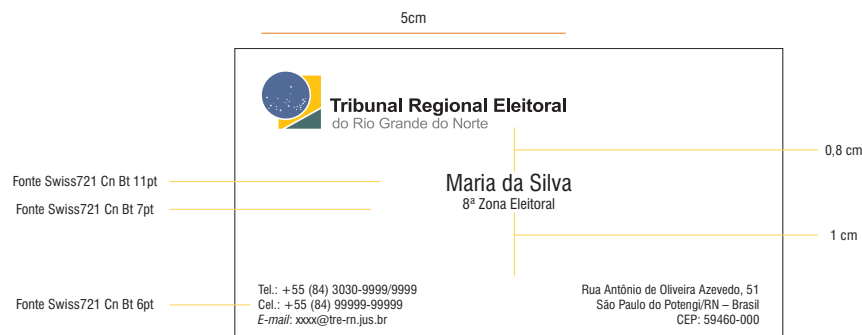 5cm
Tribunal Regional Eleitoral
do Rio Grande do Norte
0,8 cm
Maria da Silva
Fonte Swiss721 Cn Bt 11pt
8ª Zona Eleitoral
Fonte Swiss721 Cn Bt 7pt
1 cm
Tel.: +55 (84) 3030-9999/9999
Cel.: +55 (84) 99999-99999
E-mail: xxxx@tre-rn.jus.br
Fonte Swiss721 Cn Bt 6pt
Rua Antônio de Oliveira Azevedo, 51
São Paulo do Potengi/RN – Brasil
CEP: 59460-000